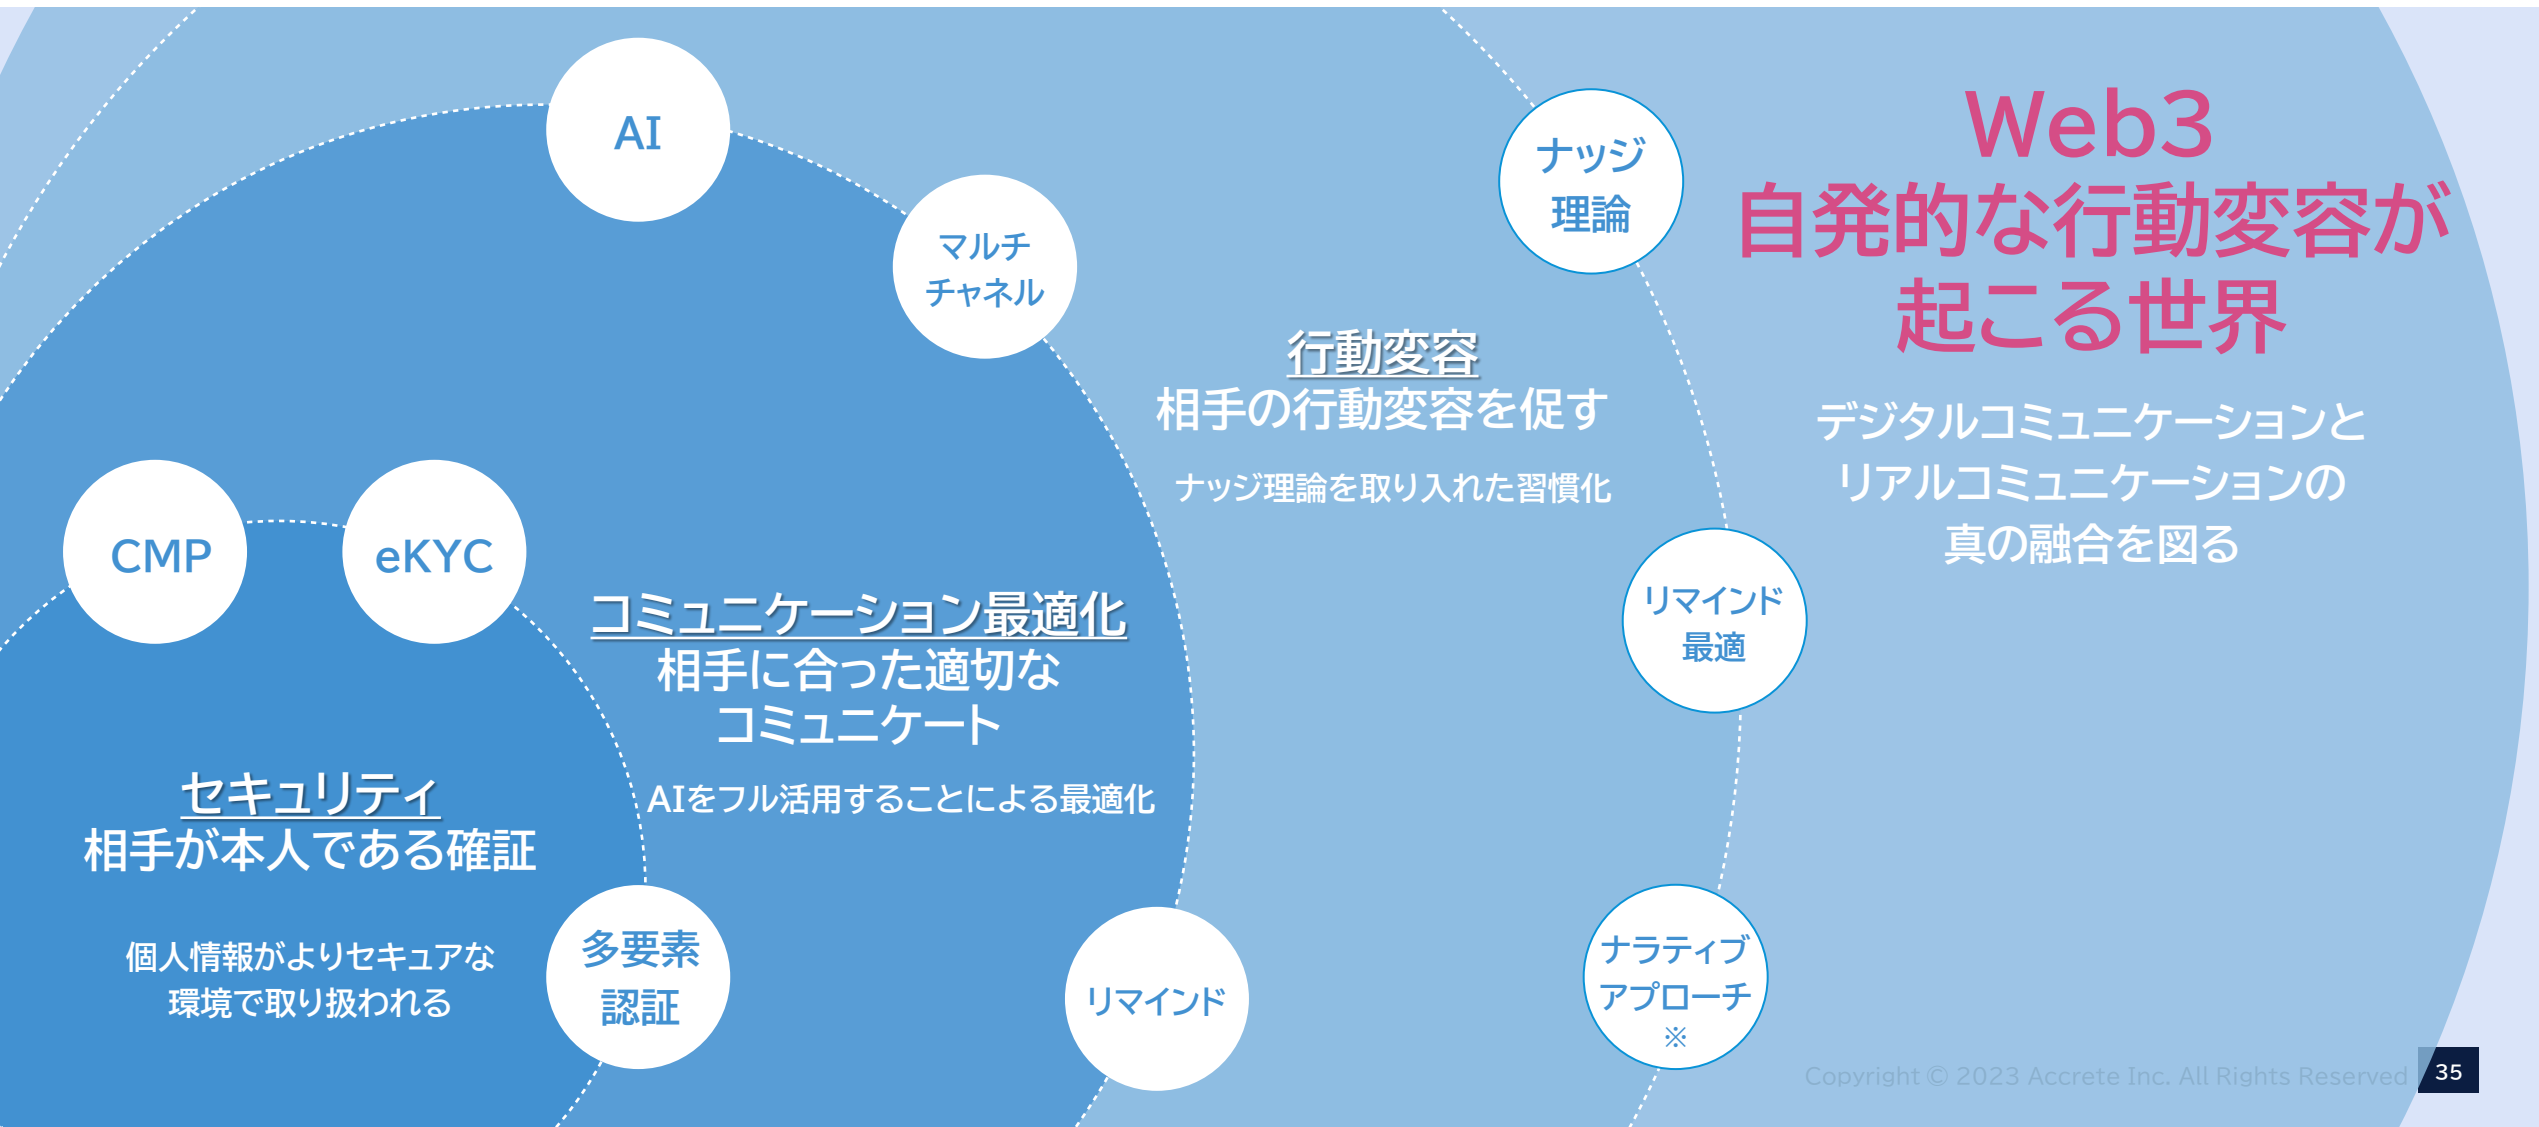 AI
マルチ
チャネル
ナッジ
理論
Web3
自発的な行動変容が
起こる世界
行動変容
相手の行動変容を促す
ナッジ理論を取り入れた習慣化
デジタルコミュニケーションと
リアルコミュニケーションの
真の融合を図る
CMP
eKYC
コミュニケーション最適化
相手に合った適切な
コミュニケート
AIをフル活用することによる最適化
リマインド
最適
セキュリティ
相手が本人である確証
個人情報がよりセキュアな
環境で取り扱われる
多要素
認証
リマインド
ナラティブ
アプローチ
※
Copyright © 2023 Accrete Inc. All Rights Reserved
35